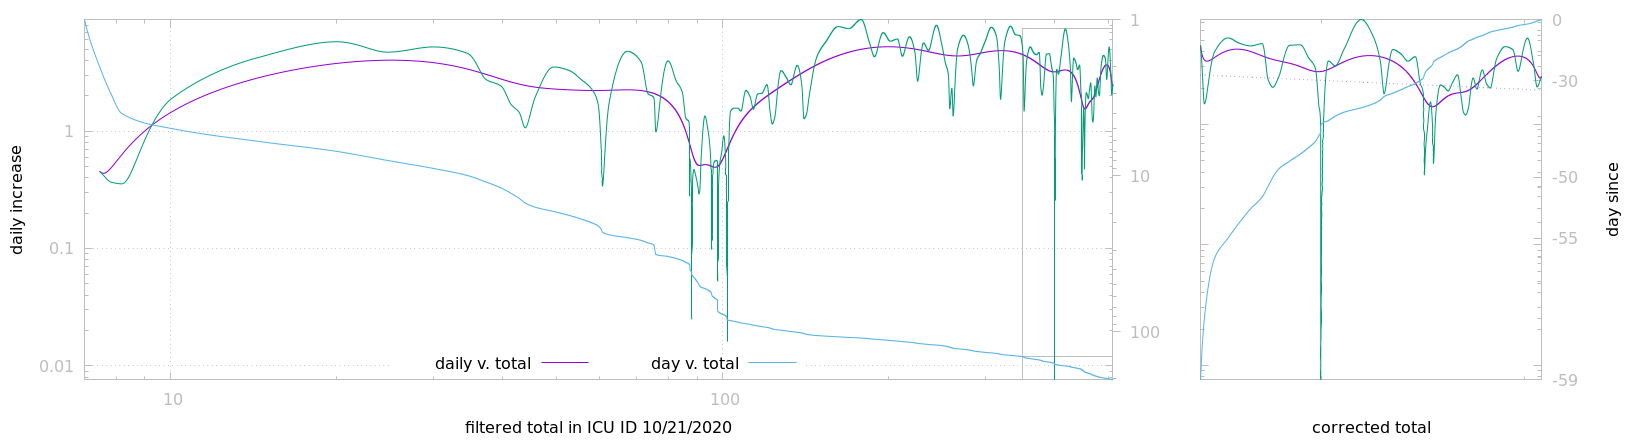 daily increase
1
0.1
0.01
10
100
1
10
100
daily v. total
day v. total
filtered total in ICU ID 10/21/2020
0
-30
-50
-55
-59
day since
corrected total